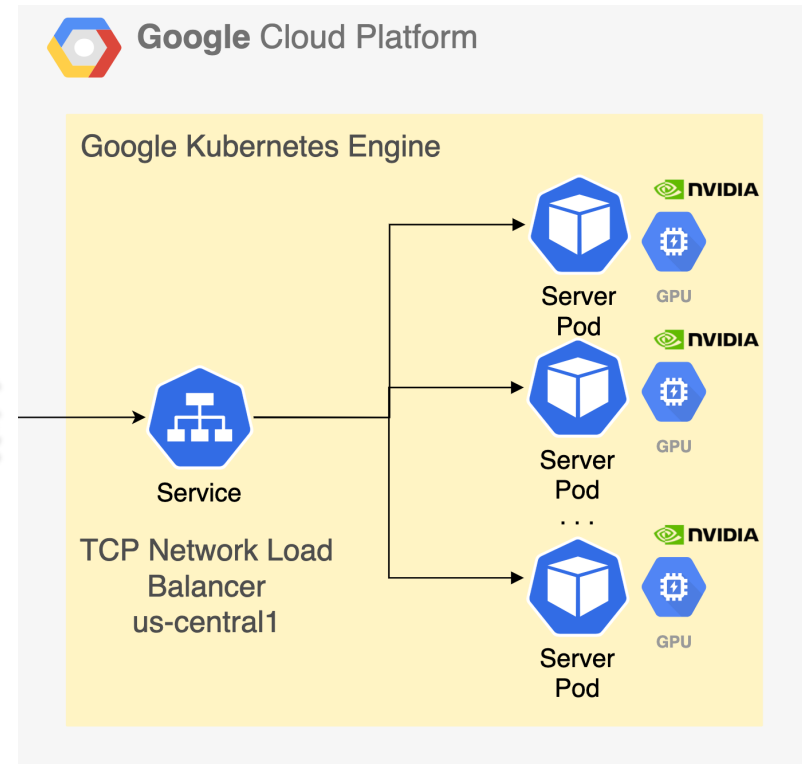 Google Cloud Platform
Google Kubernetes Engine
NVIDIA
GPU
Server
Pod
NVIDIA
GPU
Server
Pod
. . .
Service
TCP Network Load
Balancer
us-central1
NVIDIA
GPU
Server
Pod